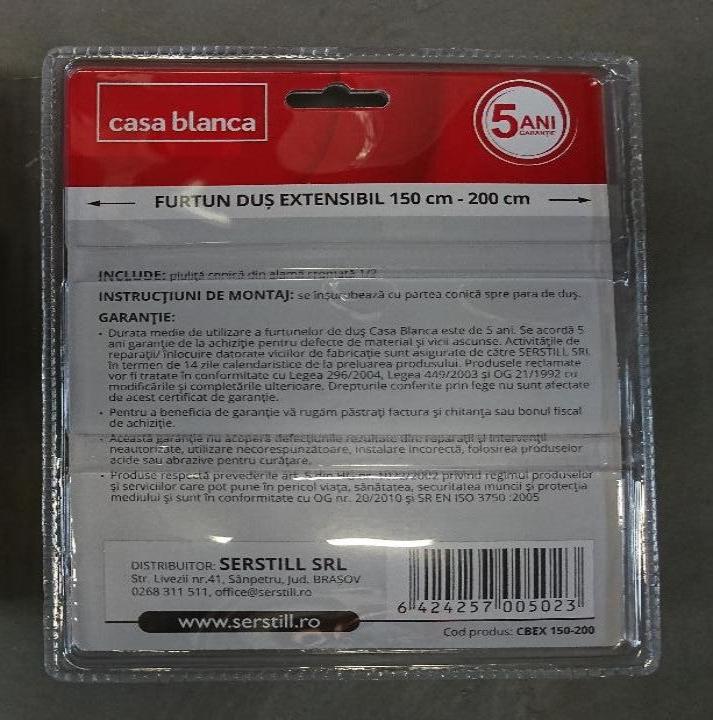 casa blanca
5 ANI
GARANȚIE
FURTUN DUȘ EXTENSIBIL 150 cm - 200 cm
INCLUDE: piuliță conică din alamă cromată 1/2
INSTRUCȚIUNI DE MONTAJ: se înșurubează cu partea conică spre para de duș.
GARANȚIE:
• Durata medie de utilizare a furtunelor de duș Casa Blanca este de 5 ani. Se acordă 5
ani garanție de la achiziție pentru defecte de material și vicii ascunse. Activitățile de
reparații/ înlocuire datorate viciilor de fabricație sunt asigurate de către SERSTILL SRL
în termen de 14 zile calendaristice de la preluarea produsului. Produsele reclamate
vor fi tratate în conformitate cu Legea 296/2004, Legea 449/2003 și OG 21/1992 cu
modificările și completările ulterioare. Drepturile conferite prin lege nu sunt afectate
de acest certificat de garanție.
• Pentru a beneficia de garanție vă rugăm păstrați factura și chitanța sau bonul fiscal
de achiziție.
• Această garanție nu acoperă defecțiunile rezultate din: reparații și intervenții
neautorizate, utilizare necorespunzătoare, instalare incorectă, folosirea produselor
acide sau abrazive pentru curățare.
• Produse respectă prevederile art. 5 din HG nr. 1022/2002 privind regimul produselor
și serviciilor care pot pune în pericol viața, sănătatea, securitatea muncii și protecția
mediului și sunt în conformitate cu OG nr. 20/2010 și SR EN ISO 3750 :2005
DISTRIBUITOR: SERSTILL SRL
Str. Livezii nr.41, Sânpetru, Jud. BRAȘOV
0268 311 511, office@serstill.ro
www.serstill.ro
6 424257 005023
Cod produs: CBEX 150-200